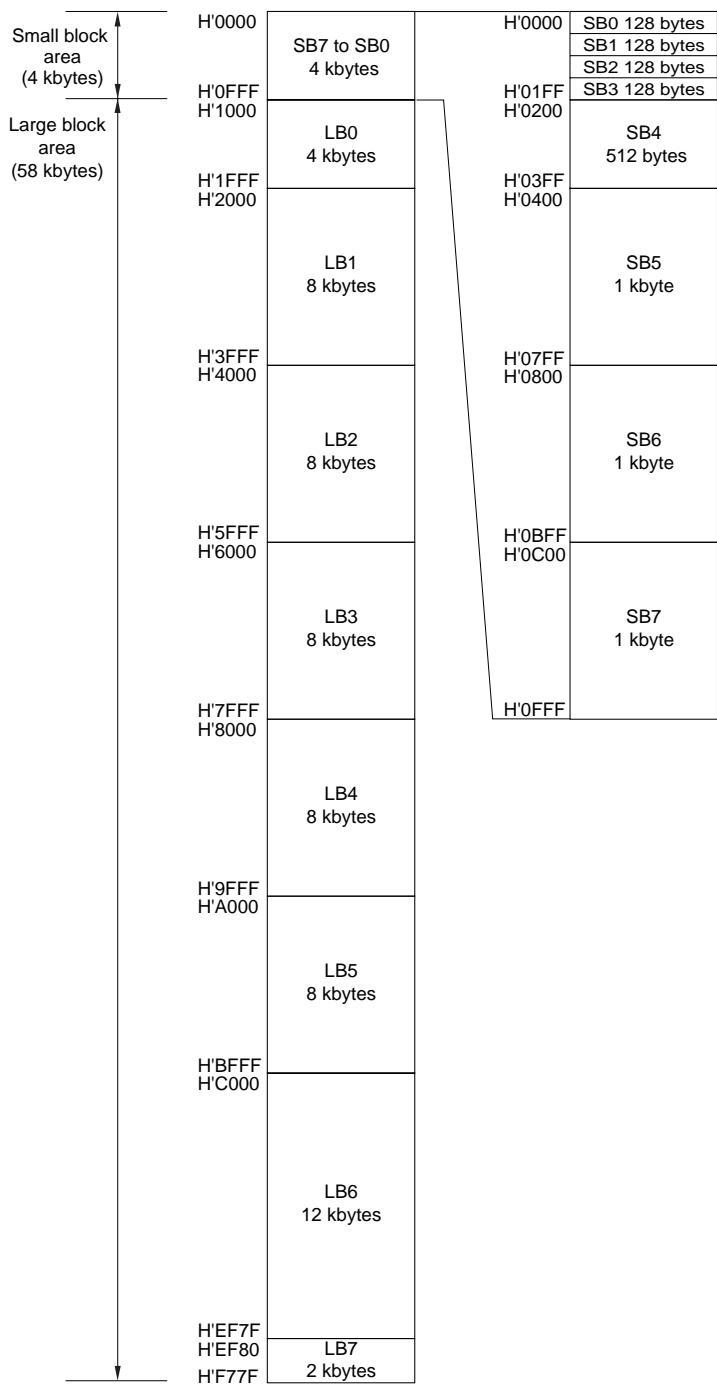 Small block
area
(4 kbytes)
Large block
area
(58 kbytes)
H'0000
SB7 to SB0
4 kbytes
H'0FFF
H'1000
LB0
4 kbytes
H'1FFF
H'2000
LB1
8 kbytes
H'3FFF
H'4000
LB2
8 kbytes
H'5FFF
H'6000
LB3
8 kbytes
H'7FFF
H'8000
LB4
8 kbytes
H'9FFF
H'A000
LB5
8 kbytes
H'BFFF
H'C000
LB6
12 kbytes
H'EF7F
H'EF80
LB7
2 kbytes
H'F77F
H'0000
SB0 128 bytes
SB1 128 bytes
SB2 128 bytes
SB3 128 bytes
H'01FF
H'0200
SB4
512 bytes
H'03FF
H'0400
SB5
1 kbyte
H'07FF
H'0800
SB6
1 kbyte
H'0BFF
H'0C00
SB7
1 kbyte
H'0FFF